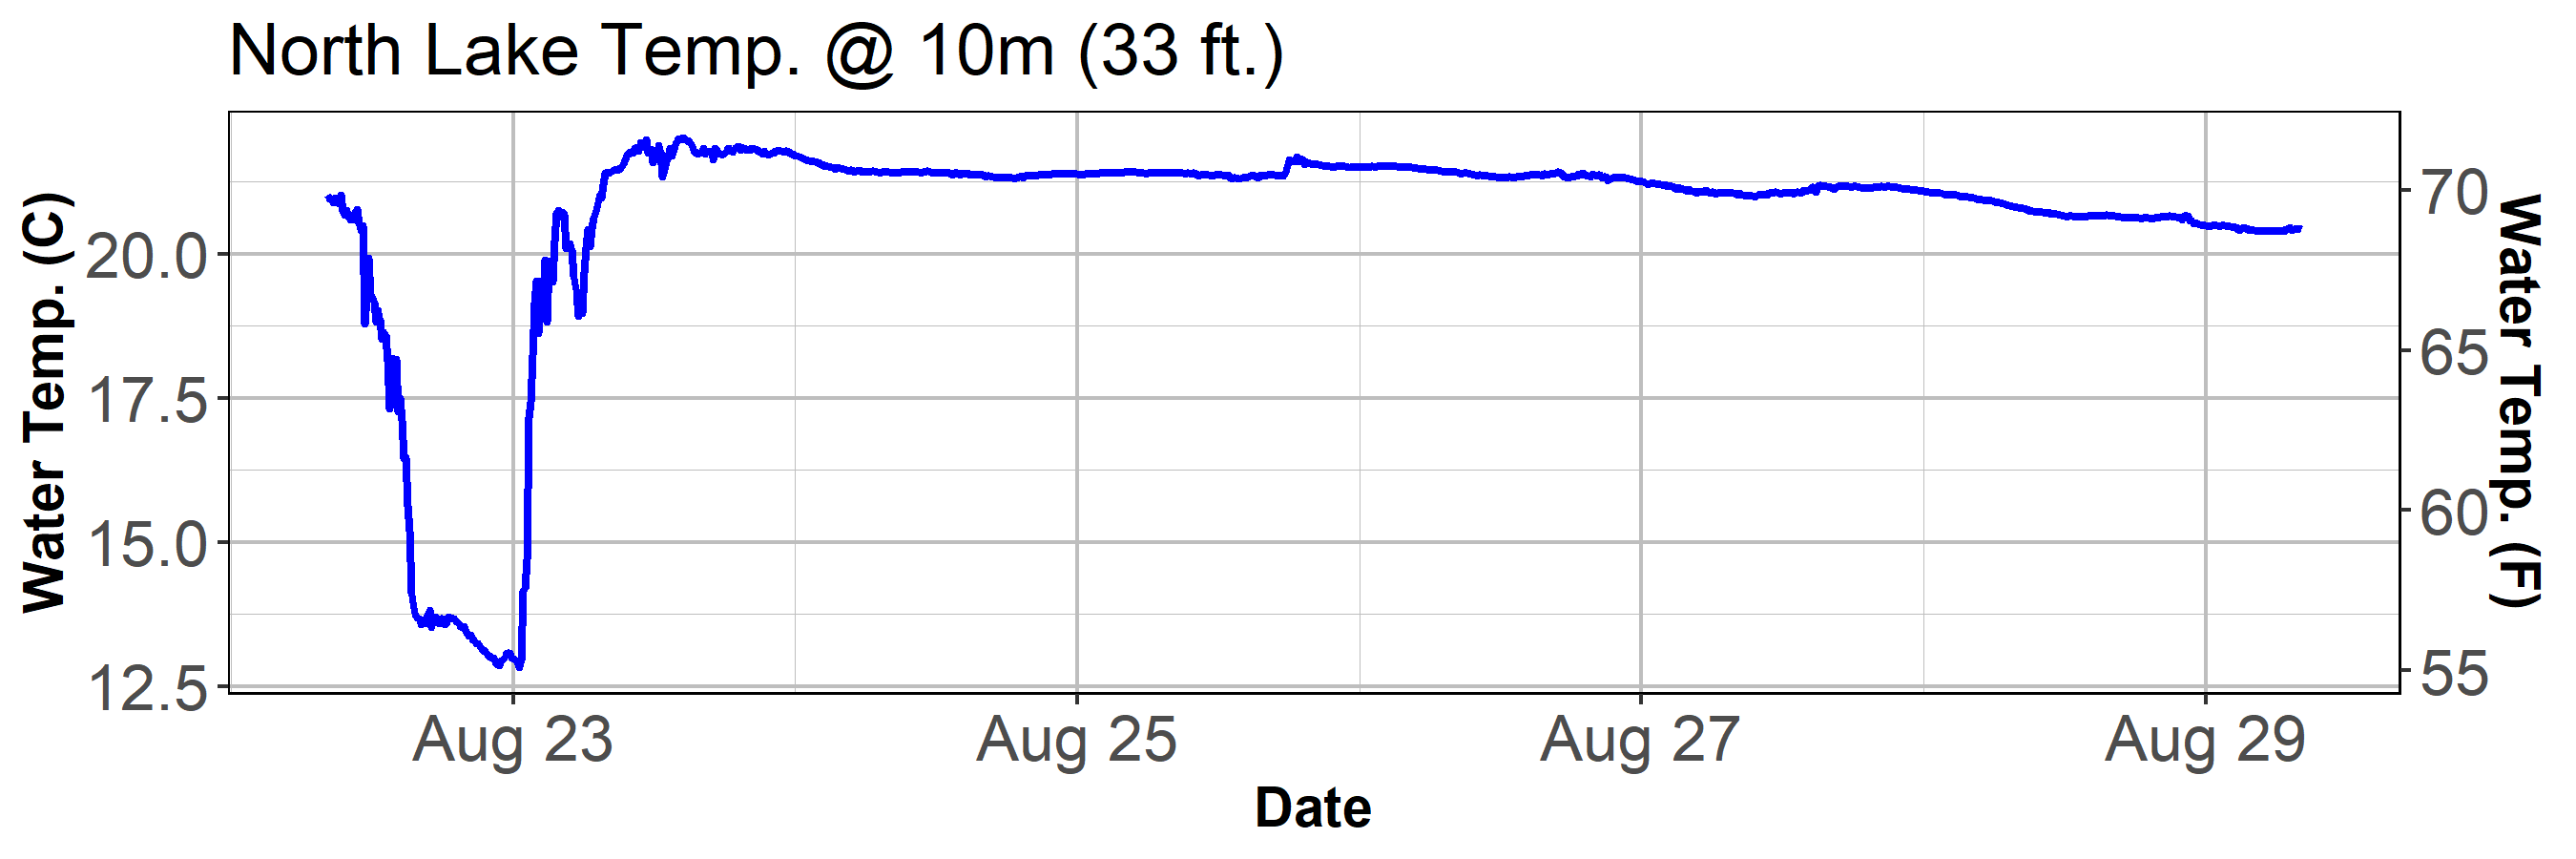 North Lake Temp. @ 10m (33 ft.)
Water Temp. (C)
20.0
17.5
15.0
12.5
70
65
60
55
Water Temp. (F)
Aug 23 Aug 25 Aug 27 Aug 29
Date